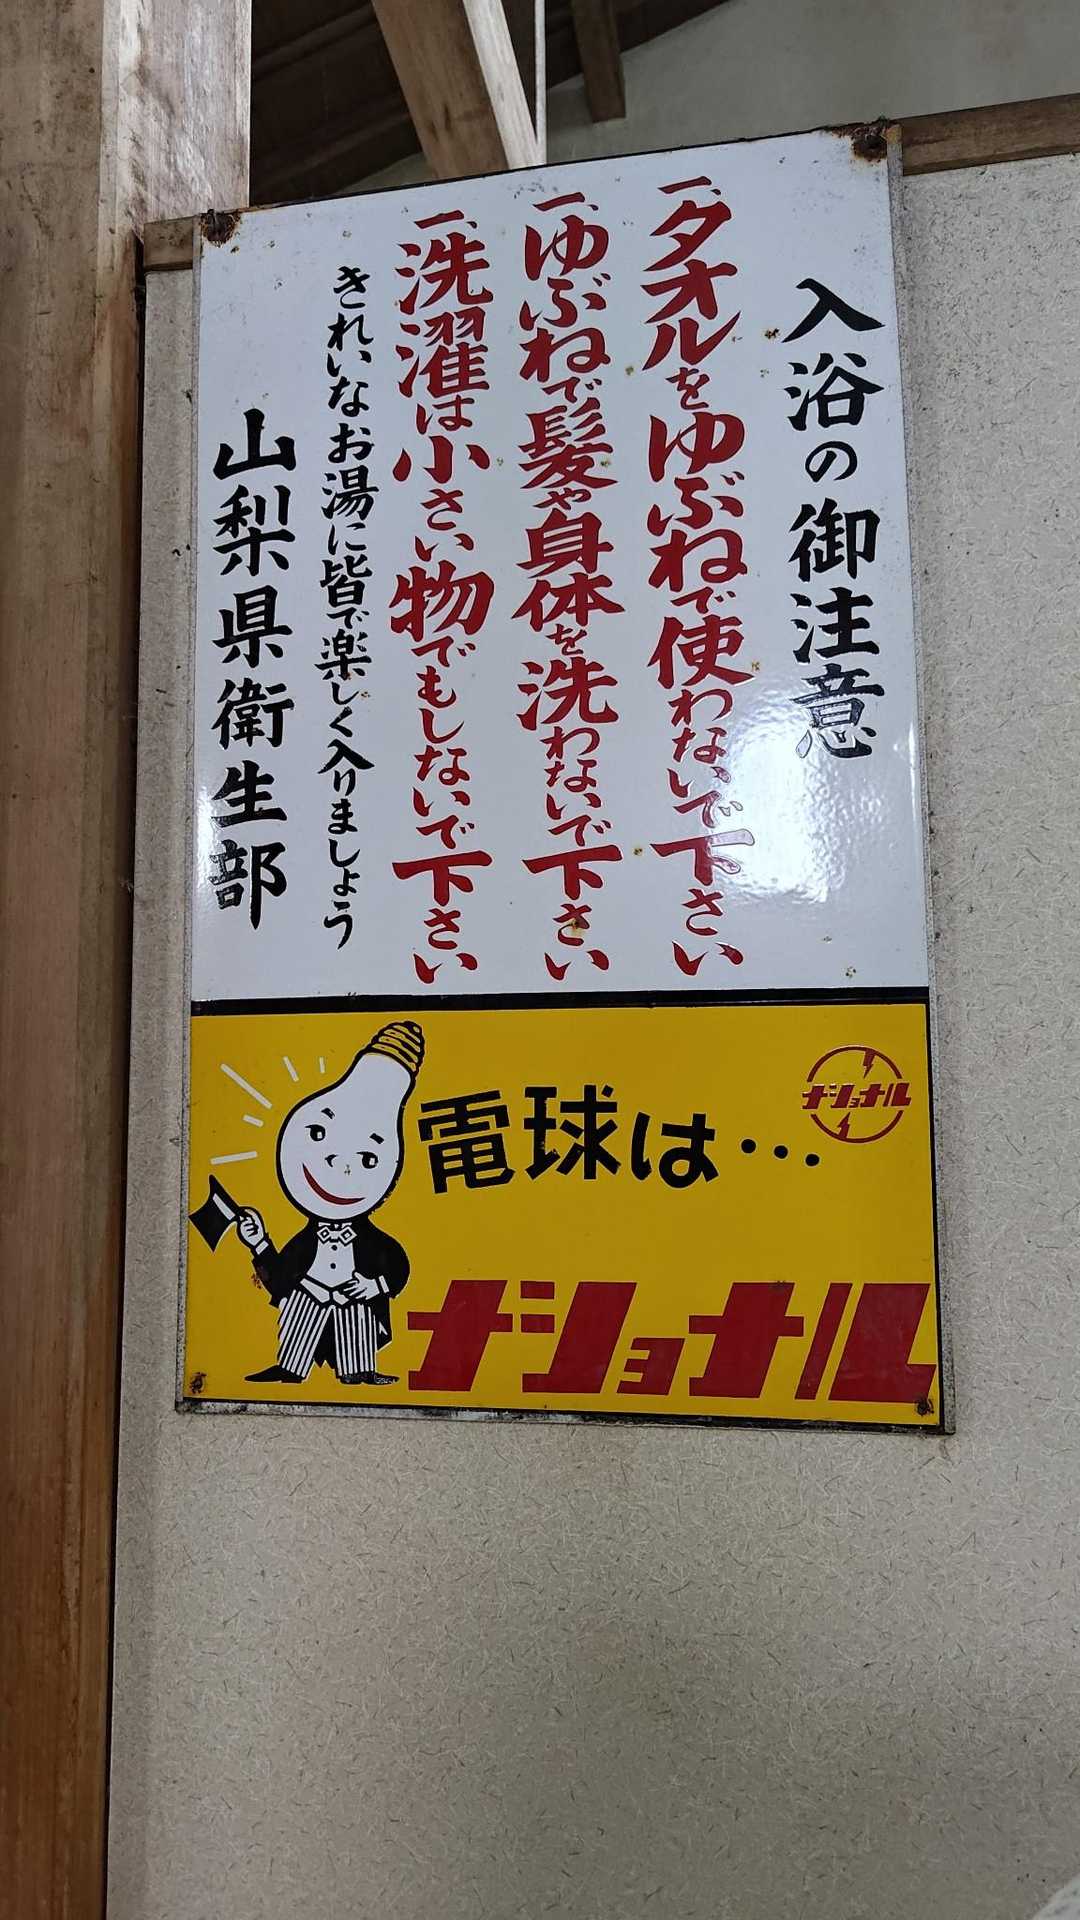 入浴の御注意
一、タオルをゆぶねで使わないで下さい
一、ゆぶねで髪や身体を洗わないで下さい
一、洗濯は小さい物でもしないで下さい
きれいなお湯に皆で楽しく入りましょう
山梨県衛生部
ナショナル
電球は…
ナショナル